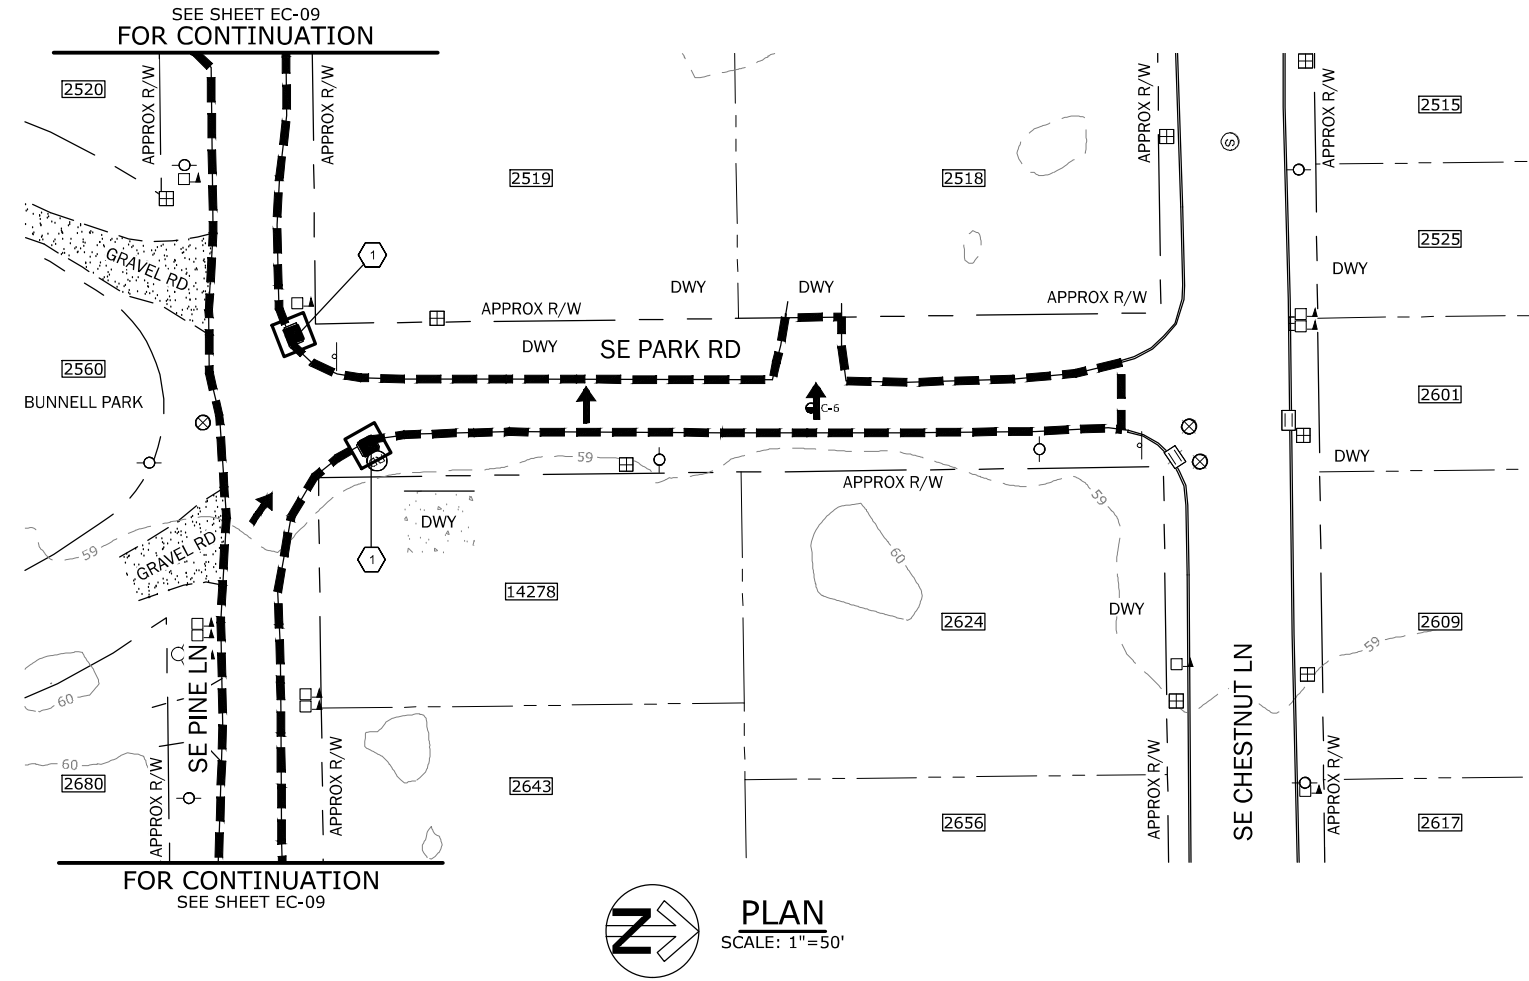 SEE SHEET EC-09
FOR CONTINUATION
2520
APPROX R/W
APPROX R/W
2519
2518
APPROX R/W
S
APPROX R/W
2515
GRAVEL RD
1
2525
DWY
DWY
DWY
APPROX R/W
APPROX R/W
DWY
SE PARK RD
2560
BUNNELL PARK
C-6
2601
DWY
59
APPROX R/W
59
DWY
59
GRAVEL RD
1
60
14278
2624
DWY
2609
59
SE PINE LN
60
SE CHESTNUT LN
60
2680
APPROX R/W
APPROX R/W
2643
2656
APPROX R/W
APPROX R/W
2617
FOR CONTINUATION
SEE SHEET EC-09
N
PLAN
SCALE: 1"=50'